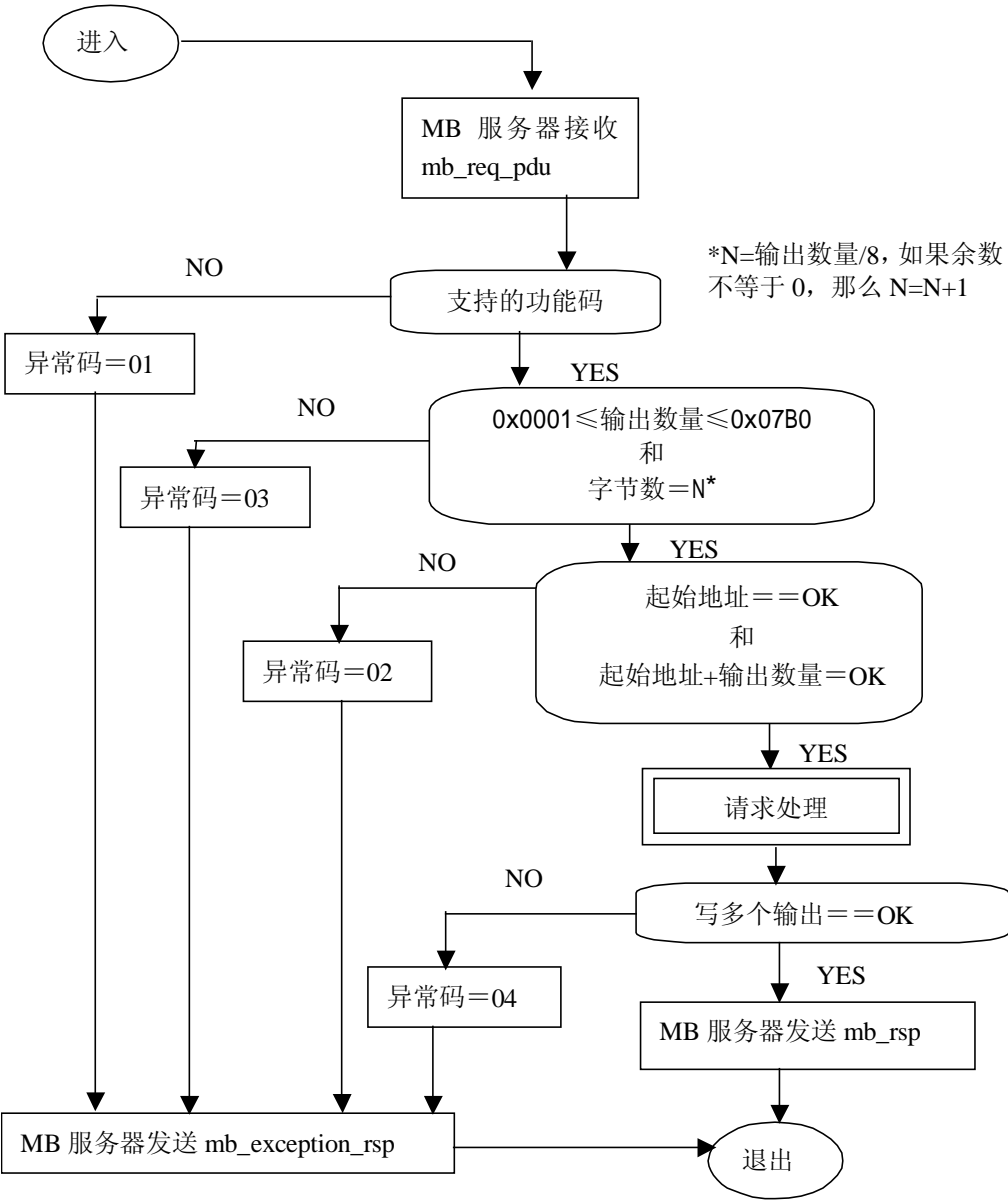 进入
MB 服务器接收
mb_req_pdu
*N=输出数量/8，如果余数
不等于 0，那么 N=N+1
NO
支持的功能码
异常码＝01
YES
NO
0x0001≤输出数量≤0x07B0
和
字节数＝N*
异常码＝03
YES
NO
起始地址＝＝OK
和
起始地址+输出数量＝OK
异常码＝02
YES
请求处理
NO
写多个输出＝＝OK
YES
异常码＝04
MB 服务器发送 mb_rsp
MB 服务器发送 mb_exception_rsp
退出